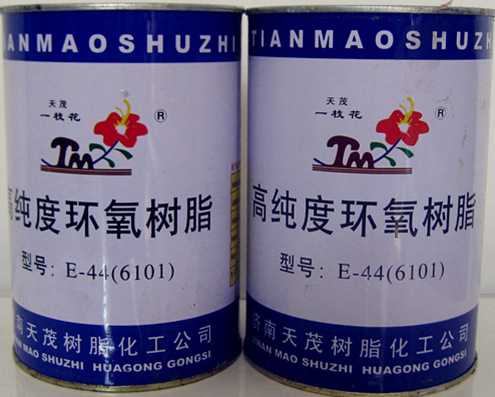 TIANMAOSHUZHI
天茂
一枝花
®
TM
高纯度环氧树脂
型号: E-44(6101)
南天茂树脂化工公司
NAN MAO SHUZHI HUAGONG GONGSI
TIANMAOSHUZHI
天茂
一枝花
®
TM
高纯度环氧树脂
型号: E-44(6101)
济南天茂树脂化工公司
JINAN MAO SHUZHI HUAGONG GONGSI